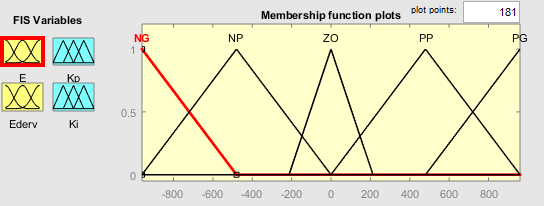 FIS Variables
Membership function plots
plot points: 181
NG NP ZO PP PG
E Kp
Ederv Ki
1
0.5
0
-800 -600 -400 -200 0 200 400 600 800